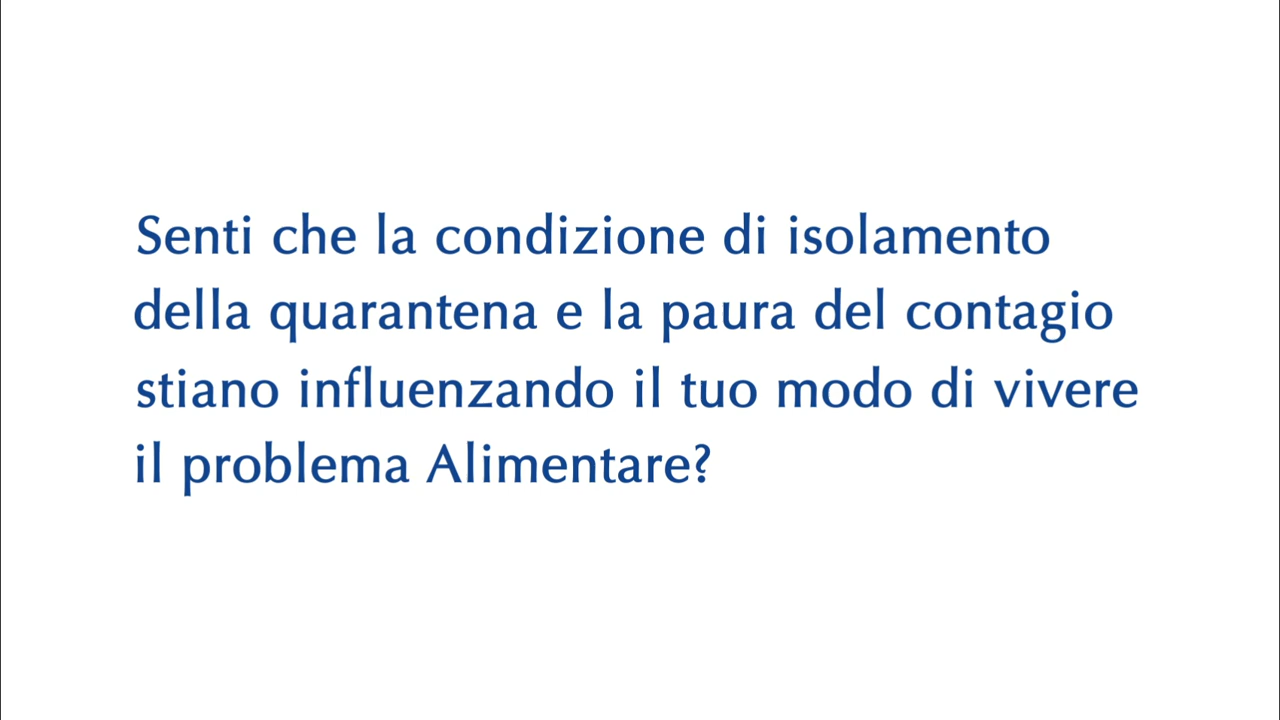 Senti che la condizione di isolamento
della quarantena e la paura del contagio
stiano influenzando il tuo modo di vivere
il problema Alimentare?